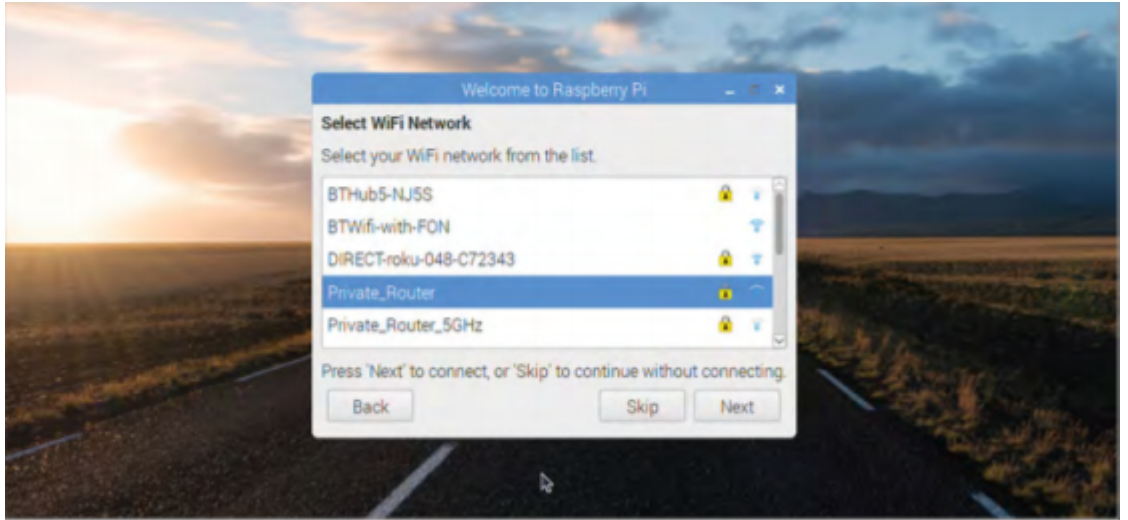 Welcome to Raspberry Pi
Select WiFi Network
Select your WiFi network from the list.
BTHub5-NJ5S
BTWifi-with-FON
DIRECT-roku-048-C72343
Private_Router
Private_Router_5GHz
Press 'Next' to connect, or 'Skip' to continue without connecting.
Back Skip Next